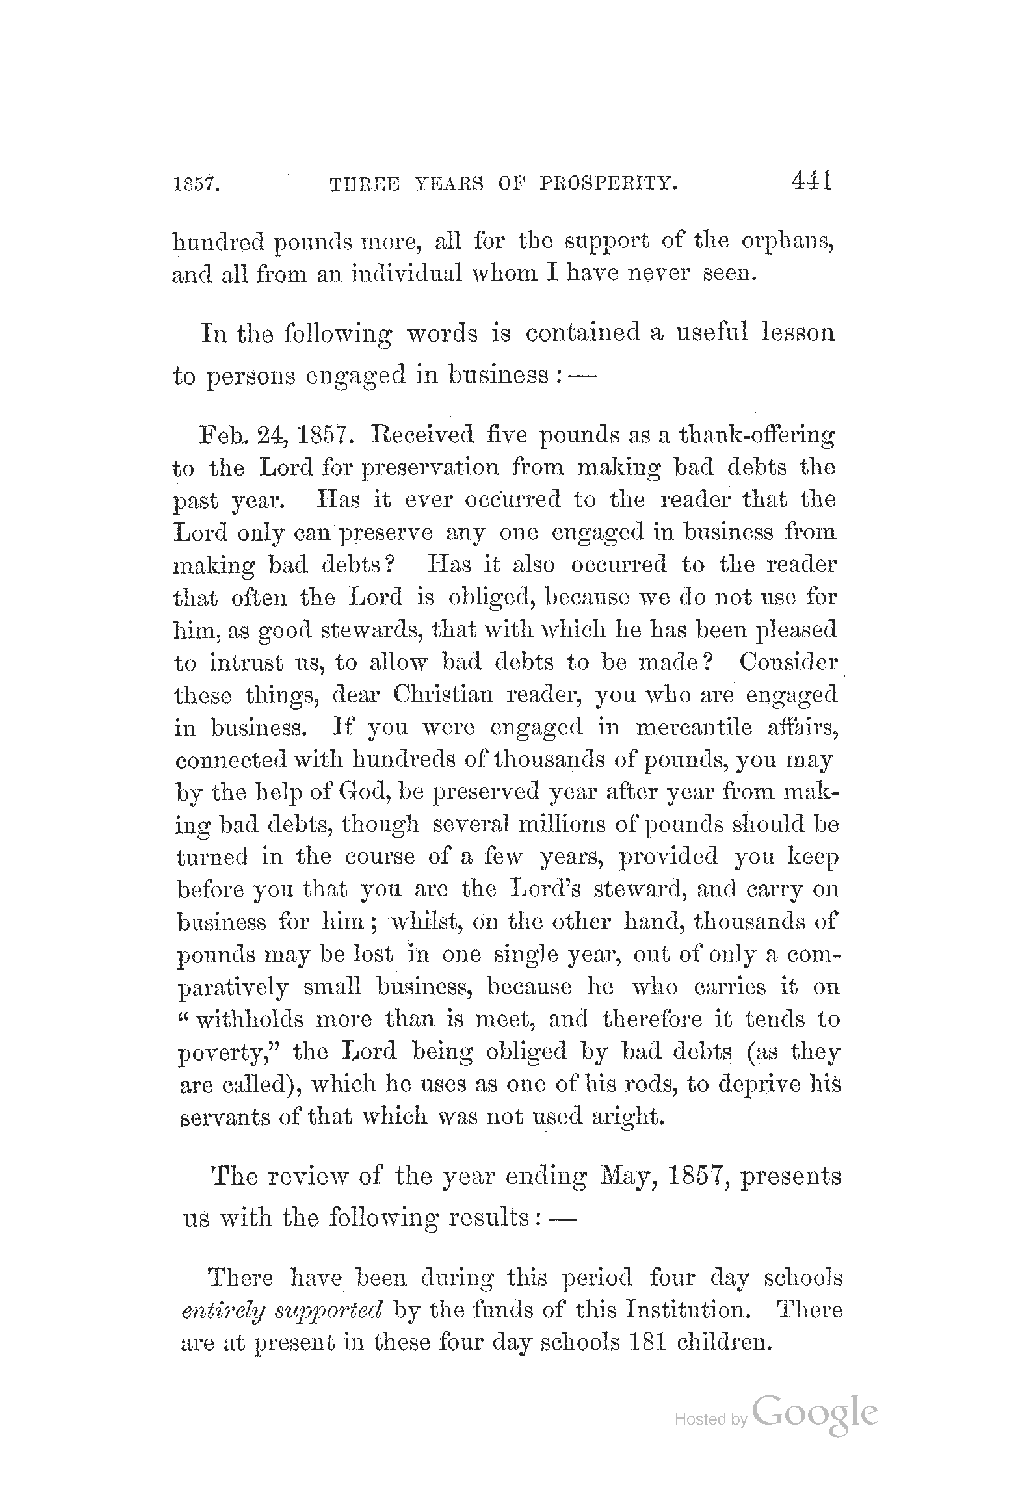 1857. THREE YEARS OF PROSPERITY. 441
hundred pounds more, all for the support of the orphans,
and all from an individual whom I have never seen.
In the following words is contained a useful lesson
to persons engaged in business : —
Feb. 24, 1857. Received five pounds as a thank-offering
to the Lord for preservation from making bad debts the
past year. Has it ever occurred to the reader that the
Lord only can preserve any one engaged in business from
making bad debts? Has it also occurred to the reader
that often the Lord is obliged, because we do not use for
him, as good stewards, that with which he has been pleased
to intrust us, to allow bad debts to be made? Consider
these things, dear Christian reader, you who are engaged
in business. If you were engaged in mercantile affairs,
connected with hundreds of thousands of pounds, you may
by the help of God, be preserved year after year from mak-
ing bad debts, though several millions of pounds should be
turned in the course of a few years, provided you keep
before you that you are the Lord's steward, and carry on
business for him; whilst, on the other hand, thousands of
pounds may be lost in one single year, out of only a com-
paratively small business, because he who carries it on
“ withholds more than is meet, and therefore it tends to
poverty,” the Lord being obliged by bad debts (as they
are called), which he uses as one of his rods, to deprive his
servants of that which was not used aright.
The review of the year ending May, 1857, presents
us with the following results : —
There have been during this period four day schools
entirely supported by the funds of this Institution. There
are at present in these four day schools 181 children.
Hosted by Google